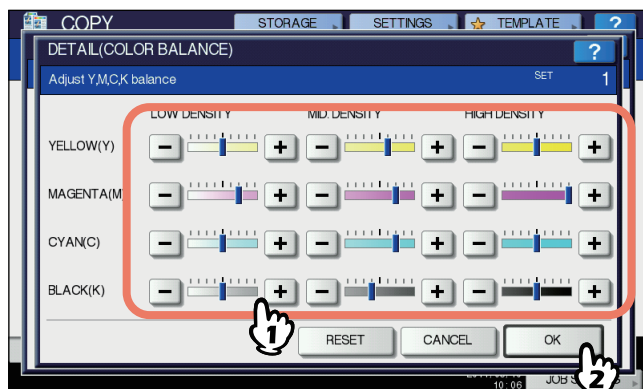 COPY STORAGE SETTINGS TEMPLATE ?
DETAIL(COLOR BALANCE) ?
Adjust Y,M,C,K balance SET 1
LOW DENSITY MID. DENSITY HIGH DENSITY
YELLOW(Y) - + - + - +
MAGENTA(M - + - + - +
CYAN(C) - + - + - +
BLACK(K) - + - + - +
1
RESET CANCEL OK
2
10:06 JOB S